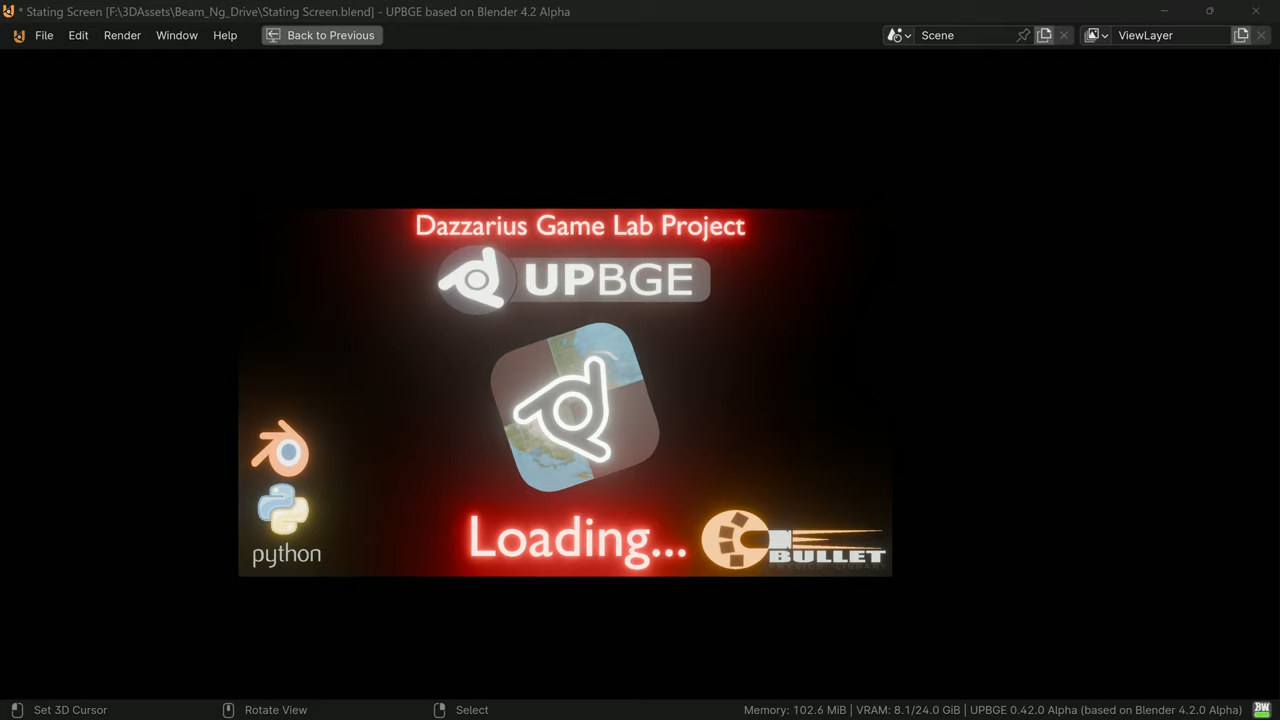 * Stating Screen [F:\3DAssets\Beam_Ng_Drive\Stating Screen.blend] - UPBGE based on Blender 4.2 Alpha
File Edit Render Window Help Back to Previous Scene ViewLayer
Dazzarius Game Lab Project
UPBGE
Loading...
python
BULLET
PHYSICS LIBRARY
Set 3D Cursor Rotate View Select Memory: 102.6 MiB | VRAM: 8.1/24.0 GiB | UPBGE 0.42.0 Alpha (based on Blender 4.2.0 Alpha)
BW